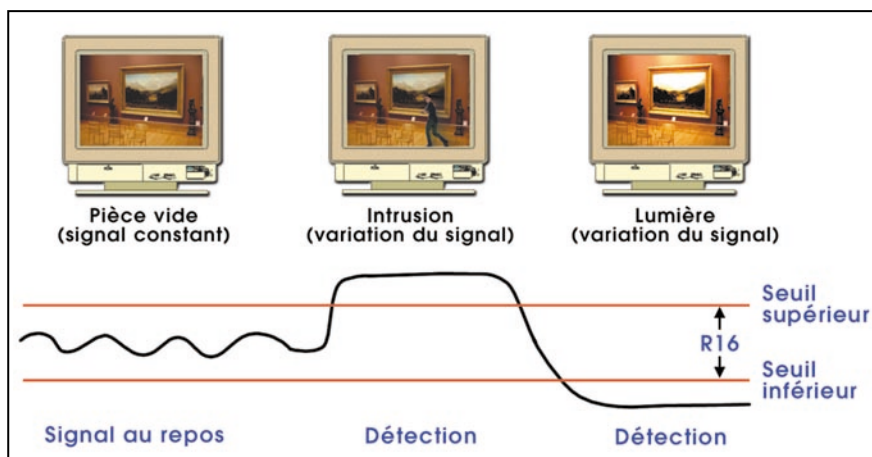 Pièce vide
(signal constant)
Intrusion
(variation du signal)
Lumière
(variation du signal)
Seuil
supérieur
R16
Seuil
inférieur
Signal au repos
Détection
Détection